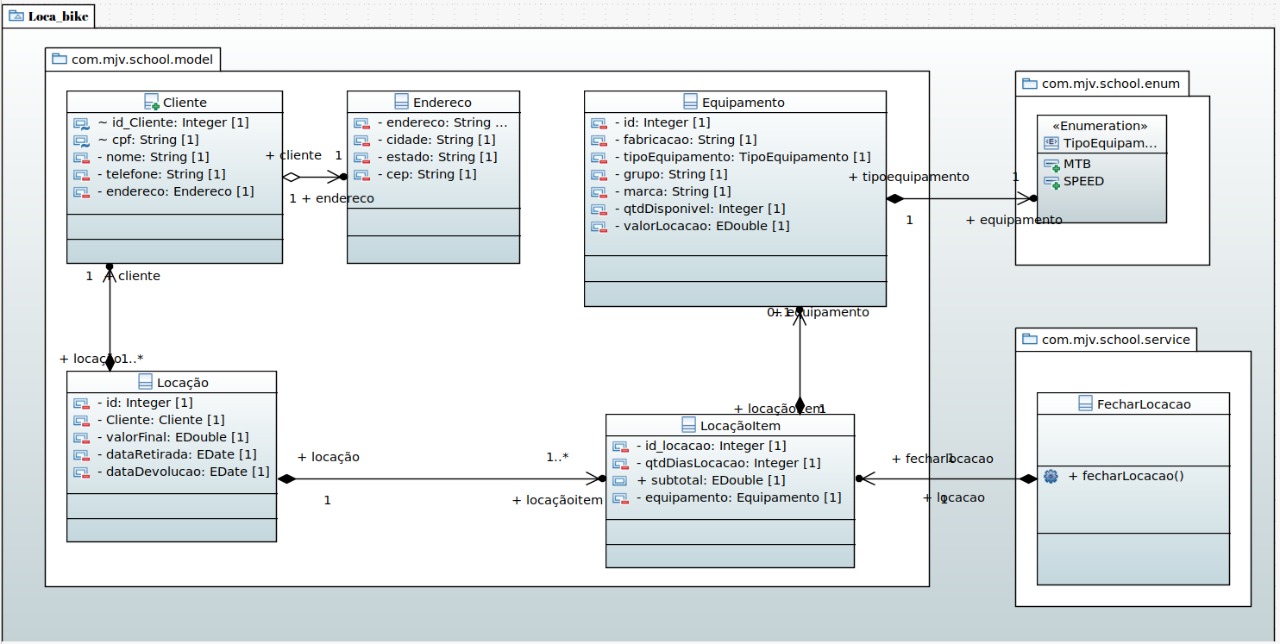 Loca_bike
com.mjv.school.model
Cliente
~ id_Cliente: Integer [1]
~ cpf: String [1]
- nome: String [1]
- telefone: String [1]
- endereco: Endereco [1]
+ cliente 1
1 + endereco
Endereco
- endereco: String ...
- cidade: String [1]
- estado: String [1]
- cep: String [1]
Equipamento
- id: Integer [1]
- fabricacao: String [1]
- tipoEquipamento: TipoEquipamento [1]
- grupo: String [1]
- marca: String [1]
- qtdDisponivel: Integer [1]
- valorLocacao: EDouble [1]
+ tipoequipamento 1
1 + equipamento
com.mjv.school.enum
«Enumeration»
TipoEquipam...
MTB
SPEED
1 + cliente
+ locação 1..*
0..1 + equipamento
+ locaçãoitem 1
Locação
- id: Integer [1]
- Cliente: Cliente [1]
- valorFinal: EDouble [1]
- dataRetirada: EDate [1]
- dataDevolucao: EDate [1]
+ locação 1..*
1 + locaçãoitem
LocaçãoItem
- id_locacao: Integer [1]
- qtdDiasLocacao: Integer [1]
+ subtotal: EDouble [1]
- equipamento: Equipamento [1]
+ fecharlocacao 1
+ locacao 1
com.mjv.school.service
FecharLocacao
+ fecharLocacao()